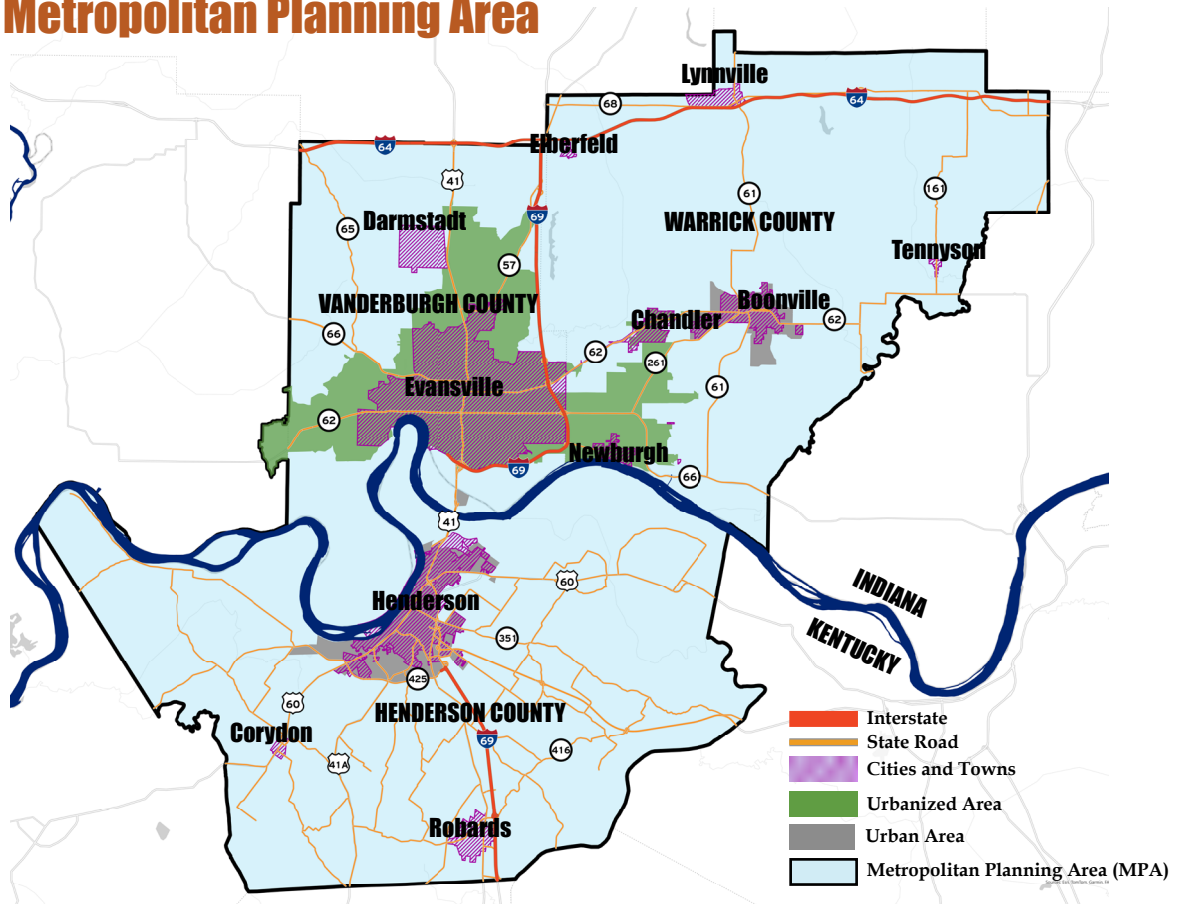 Metropolitan Planning Area
Lynnville
68
64
Elberfeld
64
41
61
161
69
Darmstadt
65
WARRICK COUNTY
Tennyson
57
VANDERBURGH COUNTY
Boonville
Chandler
62
66
62
261
Evansville
61
62
Newburgh
69
66
41
60
INDIANA
Henderson
KENTUCKY
351
425
60
HENDERSON COUNTY
Corydon
69
416
41A
Robards
Interstate
State Road
Cities and Towns
Urbanized Area
Urban Area
Metropolitan Planning Area (MPA)